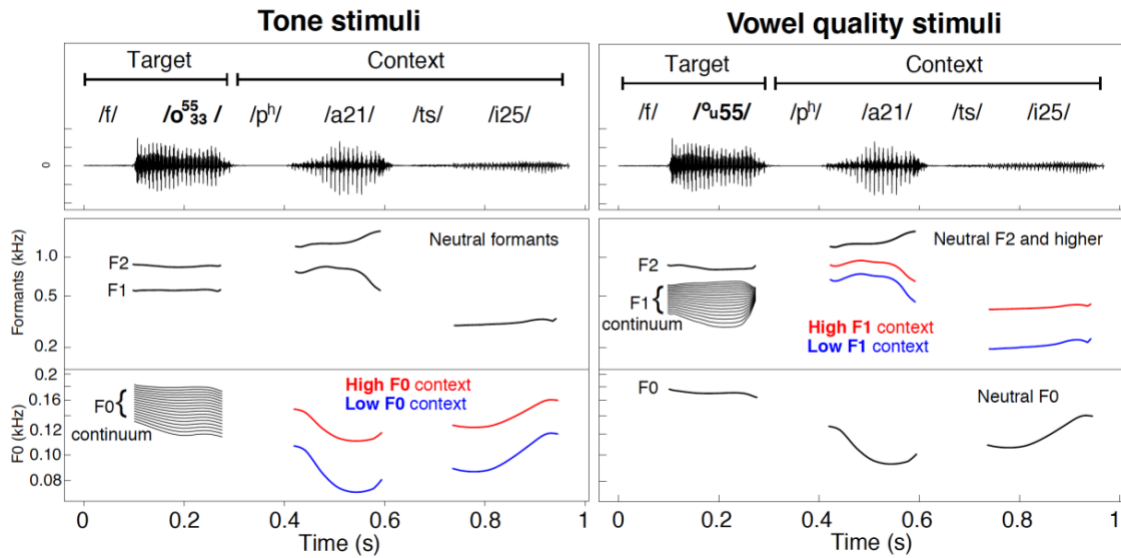 Tone stimuli
Target Context
/f/ /o⁵⁵₃₃ / /pʰ/ /a21/ /ts/ /i25/
0
Formants (kHz)
1.0
0.5
0.2
F2
F1
Neutral formants
F0 (kHz)
0.2
0.16
0.12
0.10
0.08
F0 {
continuum
High F0 context
Low F0 context
0 0.2 0.4 0.6 0.8 1
Time (s)
Vowel quality stimuli
Target Context
/f/ /ᵒᵤ55/ /pʰ/ /a21/ /ts/ /i25/
F2
F1 {
continuum
Neutral F2 and higher
High F1 context
Low F1 context
F0
Neutral F0
0 0.2 0.4 0.6 0.8 1
Time (s)